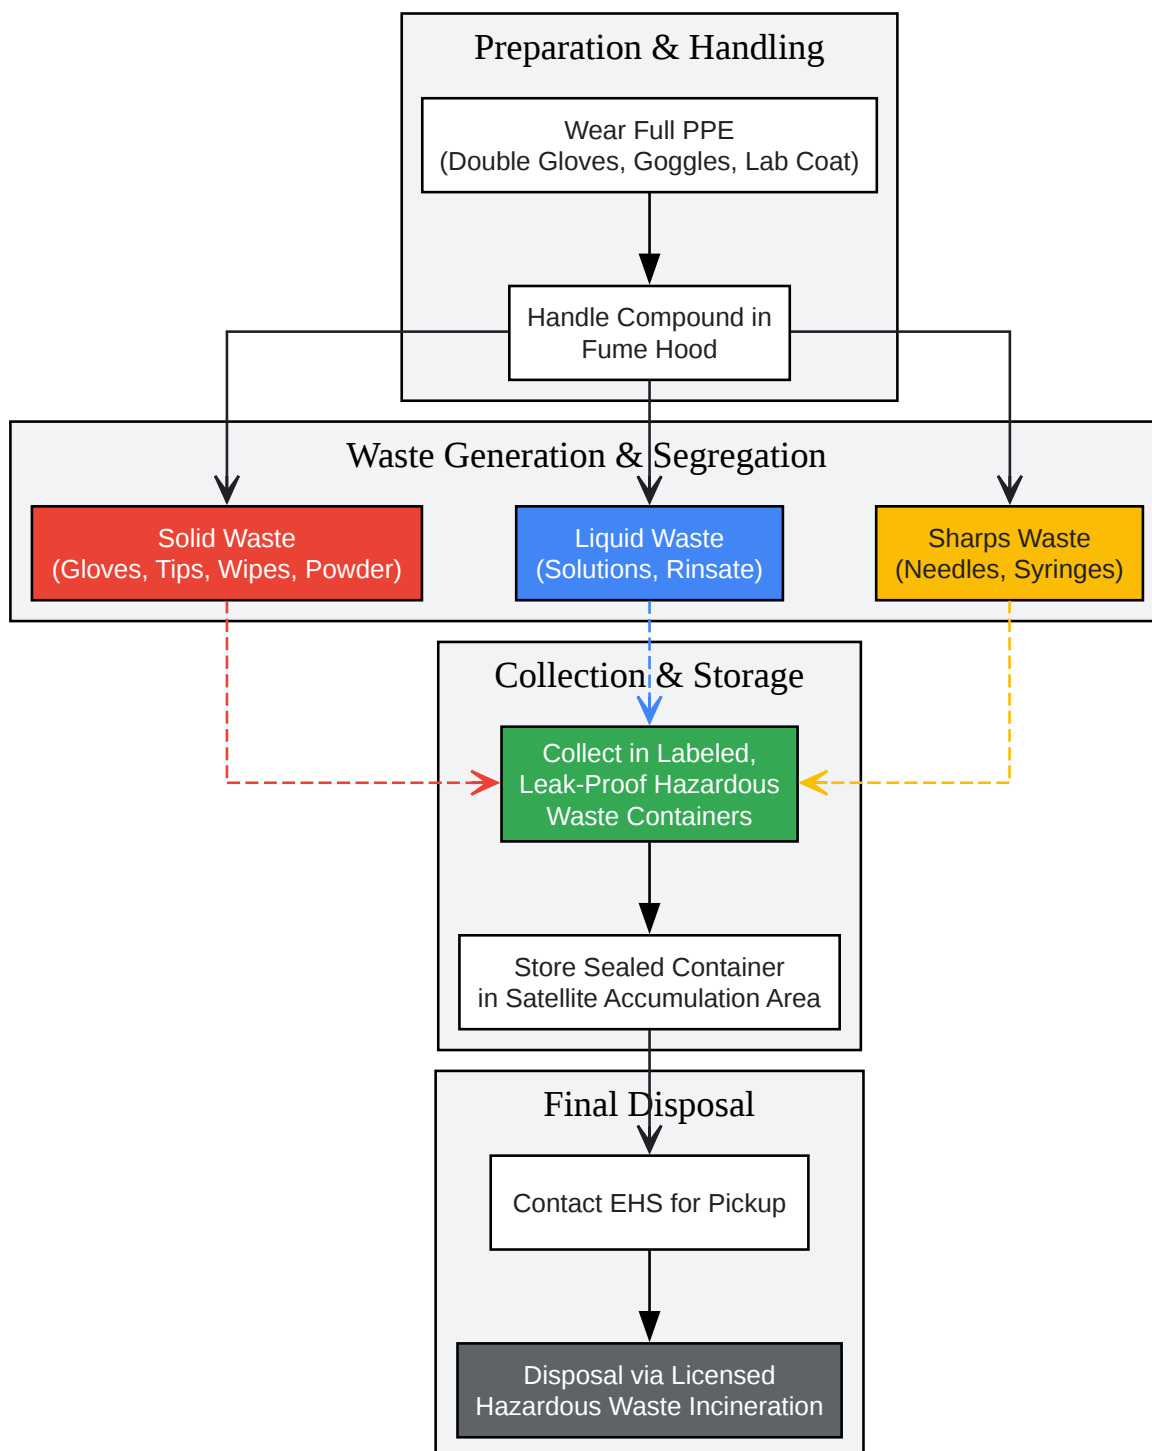 Preparation & Handling
Wear Full PPE
(Double Gloves, Goggles, Lab Coat)
Handle Compound in
Fume Hood
Waste Generation & Segregation
Solid Waste
(Gloves, Tips, Wipes, Powder)
Liquid Waste
(Solutions, Rinsate)
Sharps Waste
(Needles, Syringes)
Collection & Storage
Collect in Labeled,
Leak-Proof Hazardous
Waste Containers
Store Sealed Container
in Satellite Accumulation Area
Final Disposal
Contact EHS for Pickup
Disposal via Licensed
Hazardous Waste Incineration